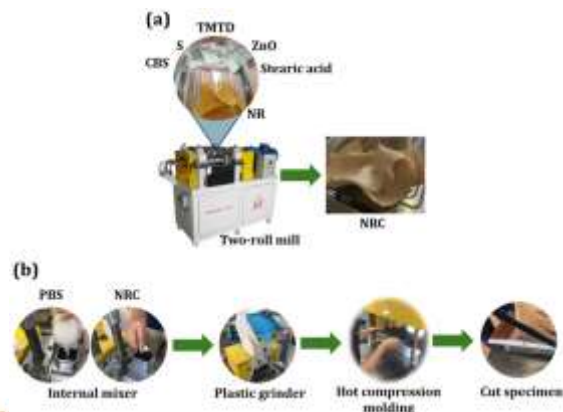 (a)
TMTD
S
ZnO
CBS
Stearic acid
NR
Two-roll mill
NRC
(b)
PBS
NRC
Internal mixer
Plastic grinder
Hot compression
molding
Cut specimen